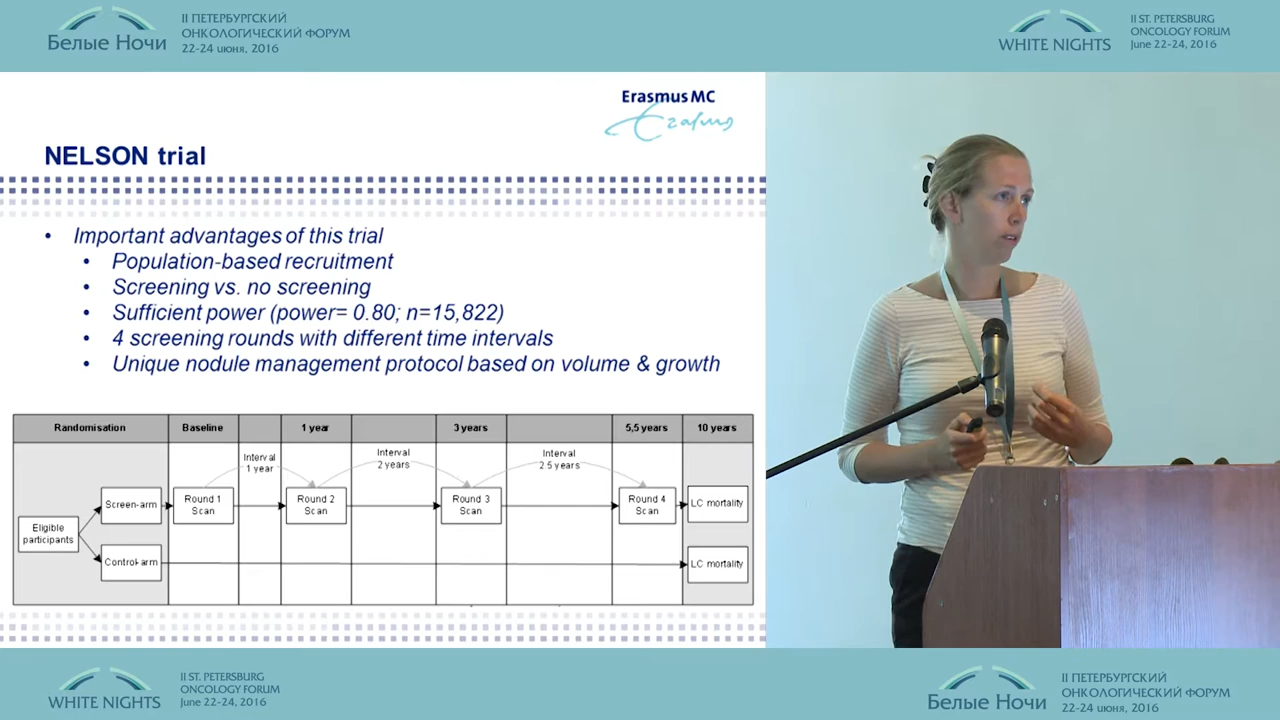 Белые Ночи
II ПЕТЕРБУРГСКИЙ
ОНКОЛОГИЧЕСКИЙ ФОРУМ
22-24 июня, 2016
WHITE NIGHTS
II ST. PETERSBURG
ONCOLOGY FORUM
June 22-24, 2016
Erasmus MC
Erasmus
NELSON trial
• Important advantages of this trial
• Population-based recruitment
• Screening vs. no screening
• Sufficient power (power= 0.80; n=15,822)
• 4 screening rounds with different time intervals
• Unique nodule management protocol based on volume & growth
Randomisation
Baseline
1 year
3 years
5,5 years
10 years
Interval
1 year
Interval
2 years
Interval
2.5 years
Eligible
participants
Screen-arm
Round 1
Scan
Round 2
Scan
Round 3
Scan
Round 4
Scan
LC mortality
Control-arm
LC mortality
WHITE NIGHTS
II ST. PETERSBURG
ONCOLOGY FORUM
June 22-24, 2016
Белые Ночи
II ПЕТЕРБУРГСКИЙ
ОНКОЛОГИЧЕСКИЙ ФОРУМ
22-24 июня, 2016